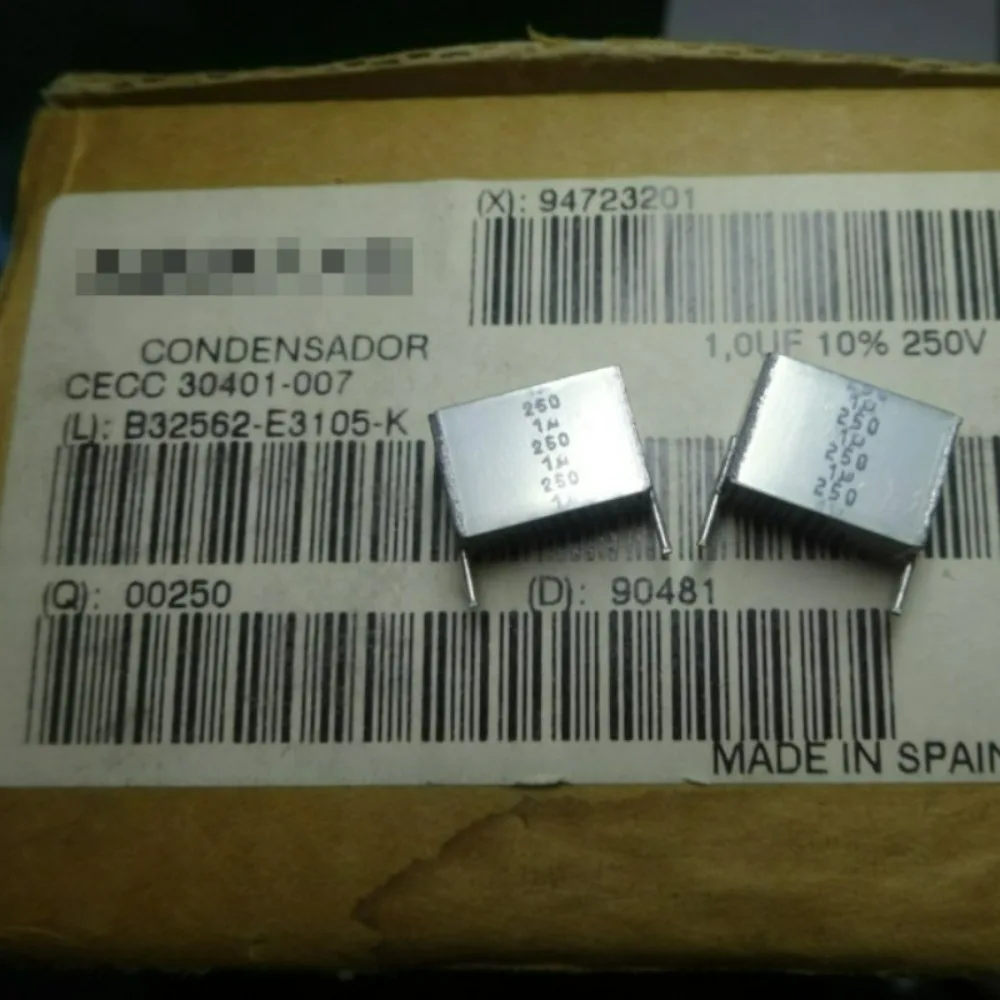 (X): 94723201
CONDENSADOR
1,0UF 10% 250V
CECC 30401-007
(L): B32562-E3105-K
250
1µ
250
1µ
250
1µ
250
1µ
250
1µ
250
(Q): 00250
(D): 90481
MADE IN SPAIN